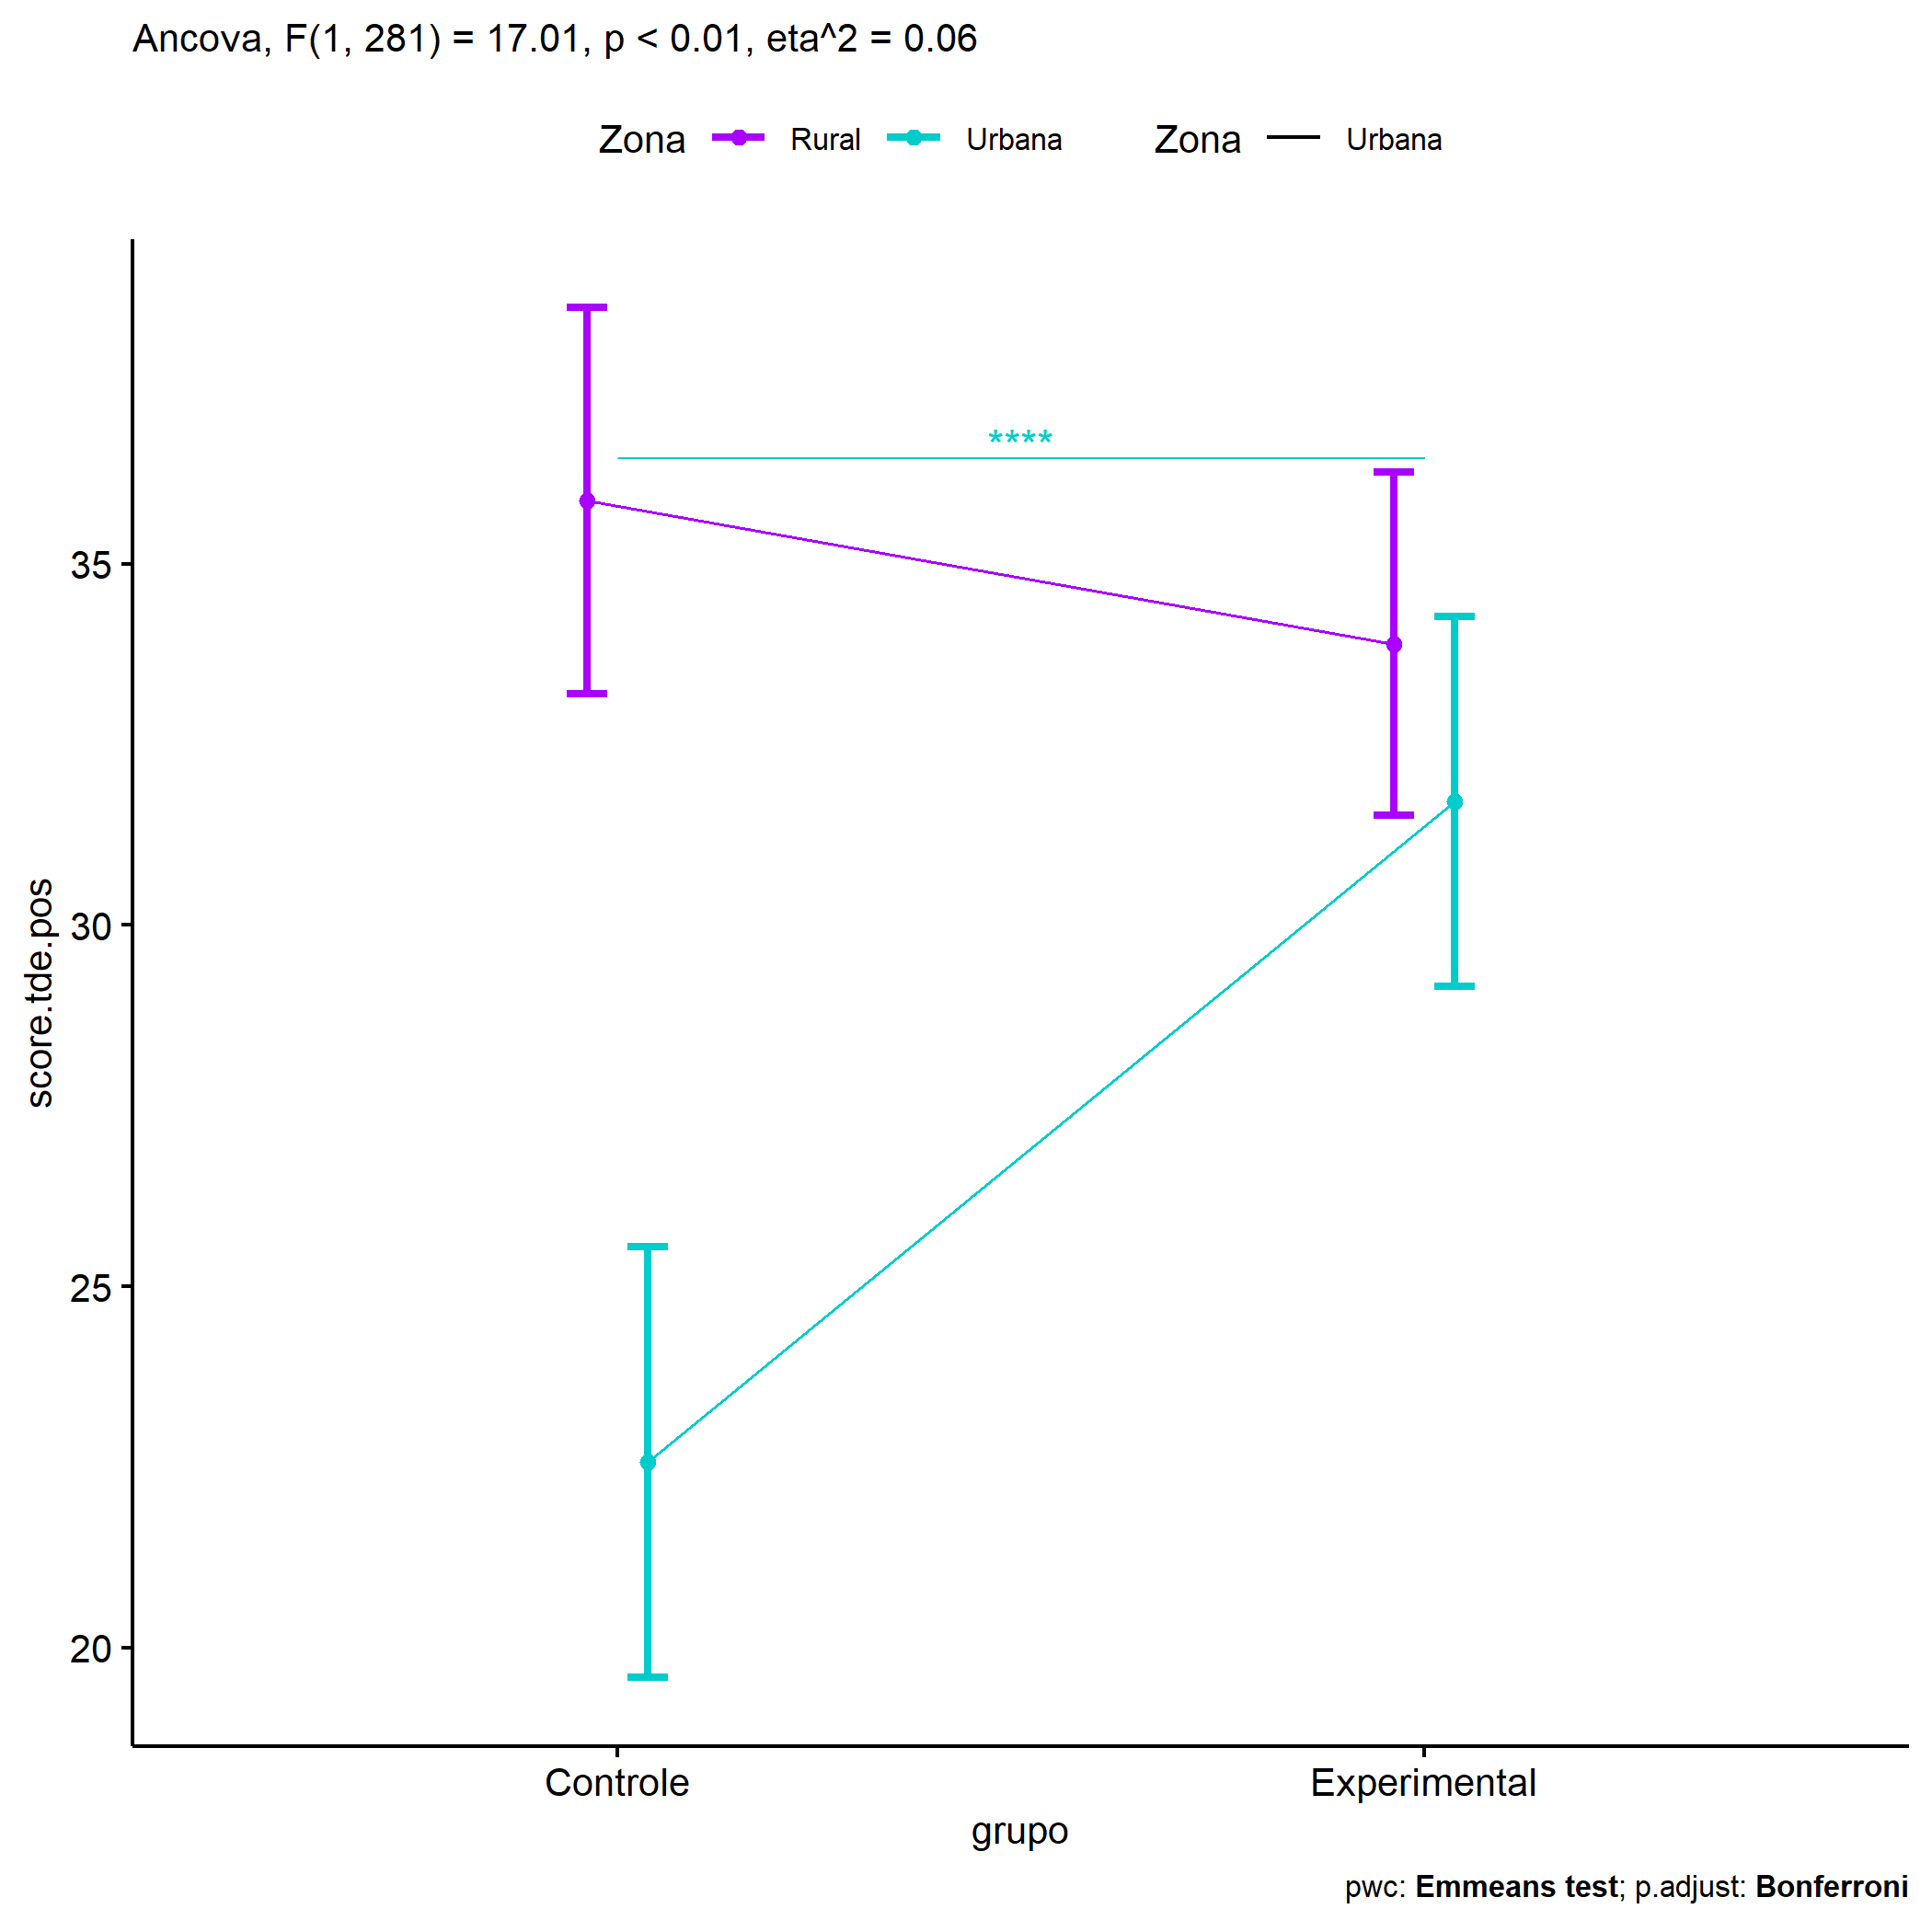 Ancova, F(1, 281) = 17.01, p < 0.01, eta^2 = 0.06
Zona Rural Urbana Zona Urbana
****
35
30
25
20
score.tde.pos
Controle Experimental
grupo
pwc: Emmeans test; p.adjust: Bonferroni